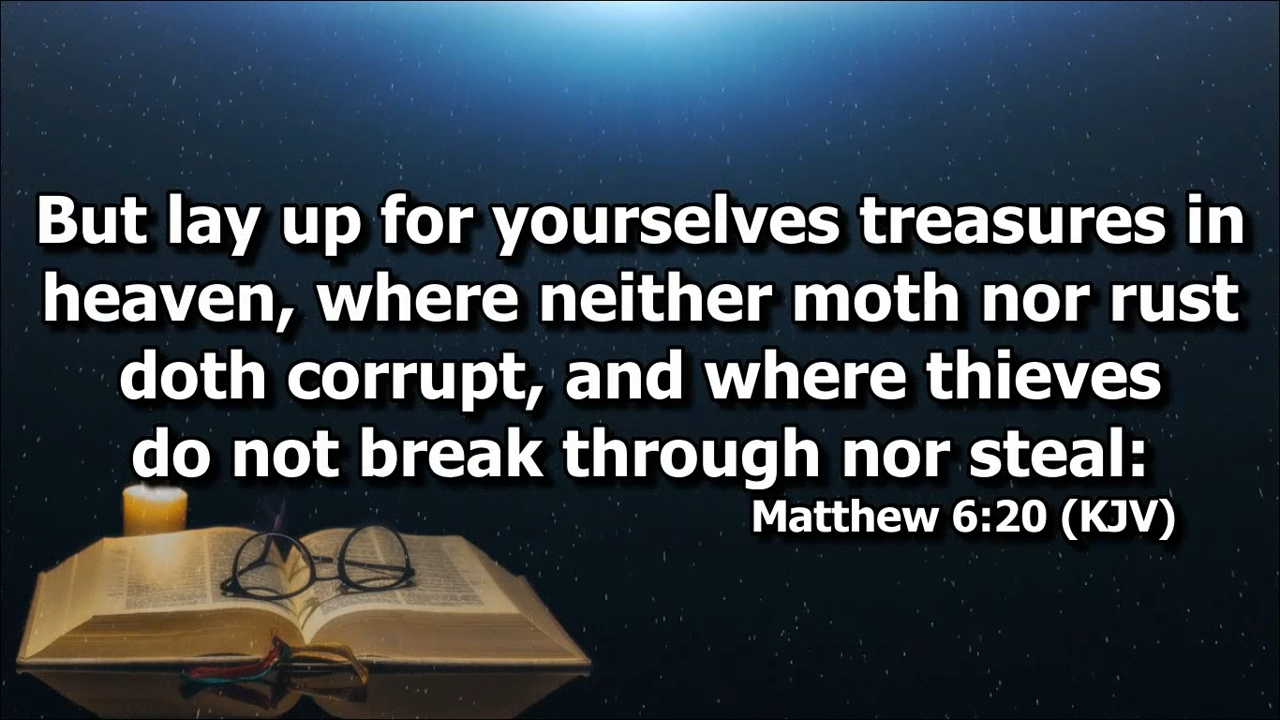 But lay up for yourselves treasures in
heaven, where neither moth nor rust
doth corrupt, and where thieves
do not break through nor steal:
Matthew 6:20 (KJV)